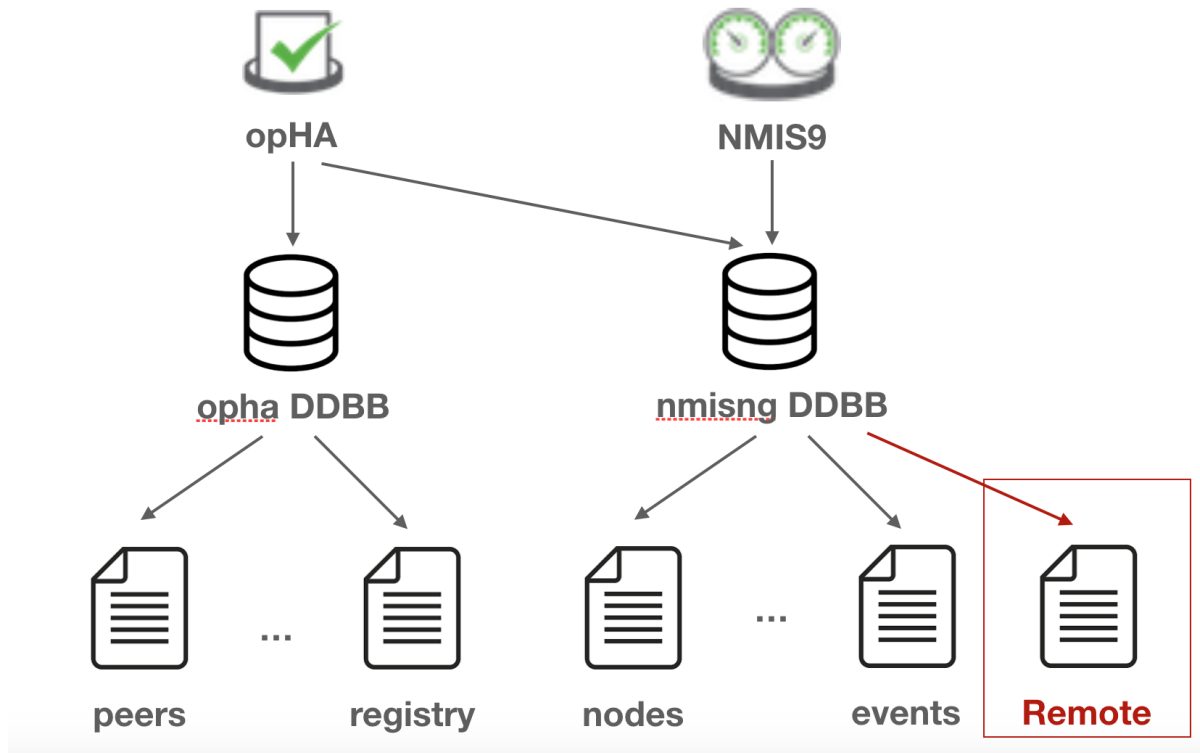 opHA
NMIS9
opha DDBB
nmisng DDBB
...
...
peers
registry
nodes
events
Remote